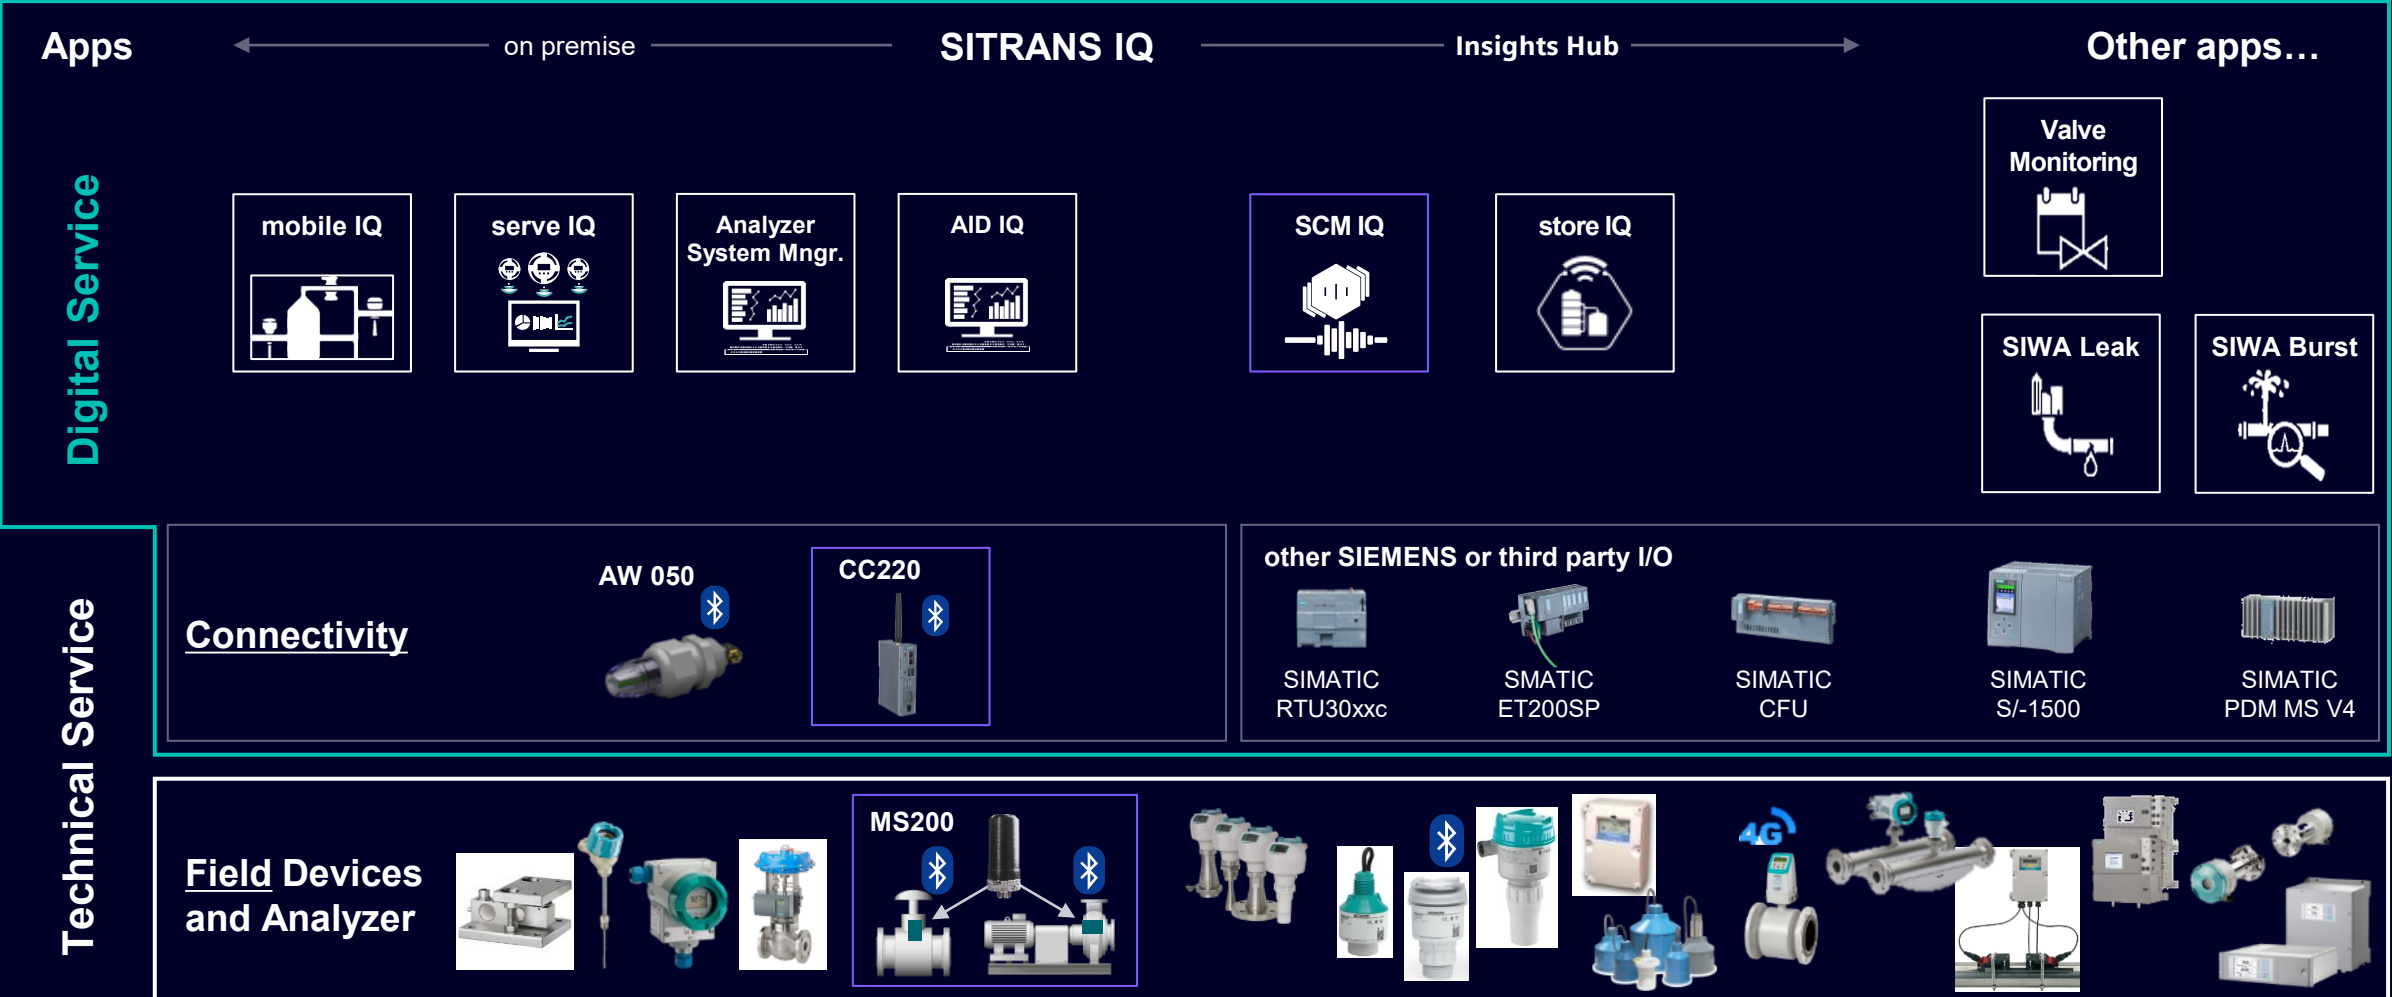 Apps
on premise
SITRANS IQ
Insights Hub
Other apps...
Digital Service
mobile IQ
serve IQ
Analyzer
System Mngr.
AID IQ
SCM IQ
store IQ
Valve
Monitoring
SIWA Leak
SIWA Burst
Technical Service
Connectivity
AW 050
CC220
other SIEMENS or third party I/O
SIMATIC
RTU30xxc
SMATIC
ET200SP
SIMATIC
CFU
SIMATIC
S/-1500
SIMATIC
PDM MS V4
Field Devices
and Analyzer
MS200
4G